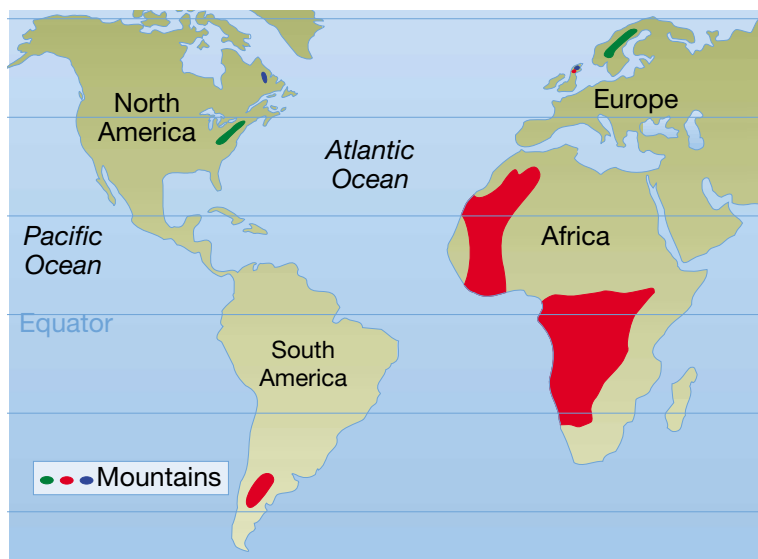 North
America
Europe
Atlantic
Ocean
Pacific
Ocean
Africa
Equator
South
America
Mountains